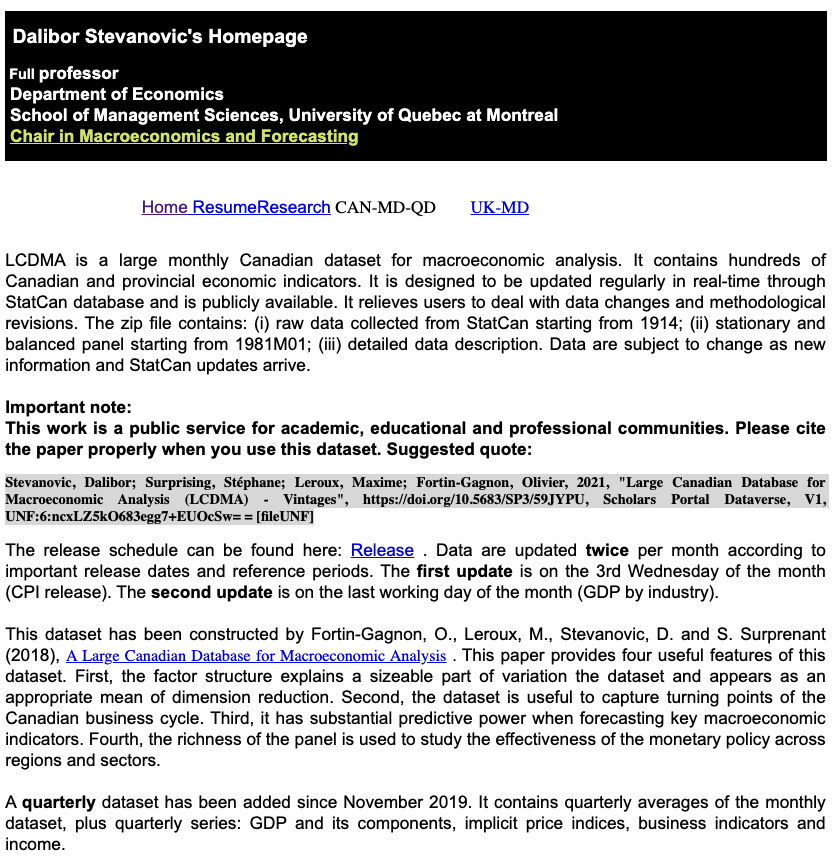 Dalibor Stevanovic's Homepage
Full professor
Department of Economics
School of Management Sciences, University of Quebec at Montreal
Chair in Macroeconomics and Forecasting
Home ResumeResearch CAN-MD-QD UK-MD
LCDMA is a large monthly Canadian dataset for macroeconomic analysis. It contains hundreds of
Canadian and provincial economic indicators. It is designed to be updated regularly in real-time through
StatCan database and is publicly available. It relieves users to deal with data changes and methodological
revisions. The zip file contains: (i) raw data collected from StatCan starting from 1914; (ii) stationary and
balanced panel starting from 1981M01; (iii) detailed data description. Data are subject to change as new
information and StatCan updates arrive.
Important note:
This work is a public service for academic, educational and professional communities. Please cite
the paper properly when you use this dataset. Suggested quote:
Stevanovic, Dalibor; Surprising, Stéphane; Leroux, Maxime; Fortin-Gagnon, Olivier, 2021, "Large Canadian Database for
Macroeconomic Analysis (LCDMA) - Vintages", https://doi.org/10.5683/SP3/59JYPU, Scholars Portal Dataverse, V1,
UNF:6:ncxLZ5kO683egg7+EUOcSw== [fileUNF]
The release schedule can be found here: Release . Data are updated twice per month according to
important release dates and reference periods. The first update is on the 3rd Wednesday of the month
(CPI release). The second update is on the last working day of the month (GDP by industry).
This dataset has been constructed by Fortin-Gagnon, O., Leroux, M., Stevanovic, D. and S. Surprenant
(2018), A Large Canadian Database for Macroeconomic Analysis . This paper provides four useful features of this
dataset. First, the factor structure explains a sizeable part of variation the dataset and appears as an
appropriate mean of dimension reduction. Second, the dataset is useful to capture turning points of the
Canadian business cycle. Third, it has substantial predictive power when forecasting key macroeconomic
indicators. Fourth, the richness of the panel is used to study the effectiveness of the monetary policy across
regions and sectors.
A quarterly dataset has been added since November 2019. It contains quarterly averages of the monthly
dataset, plus quarterly series: GDP and its components, implicit price indices, business indicators and
income.